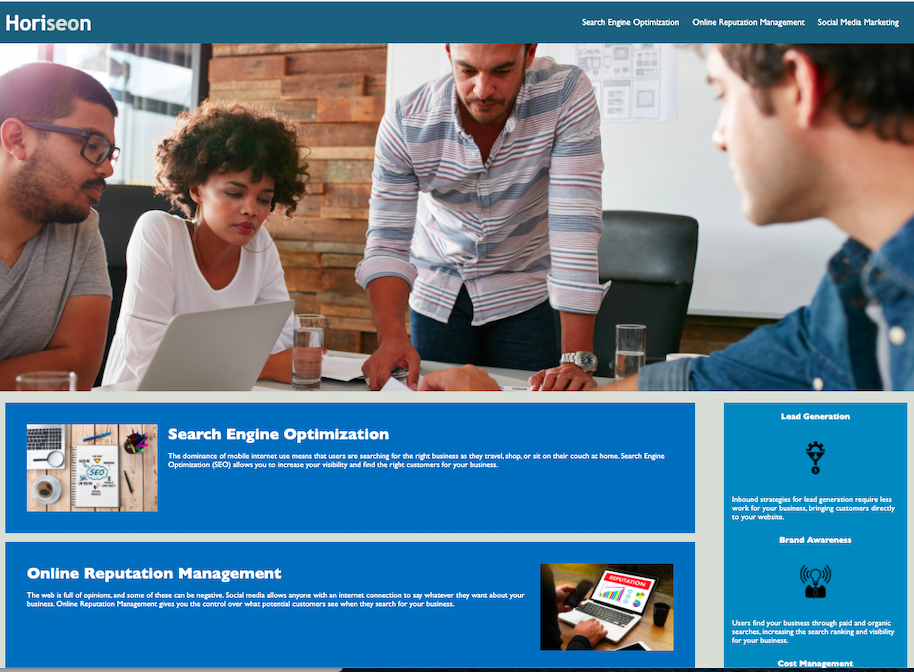 Horiseon
Search Engine Optimization
Online Reputation Management
Social Media Marketing
SEO
Search Engine Optimization
The dominance of mobile internet use means that users are searching for the right business as they travel, shop, or sit on their couch at home. Search Engine
Optimization (SEO) allows you to increase your visibility and find the right customers for your business.
Online Reputation Management
The web is full of opinions, and some of these can be negative. Social media allows anyone with an internet connection to say whatever they want about your
business. Online Reputation Management gives you the control over what potential customers see when they search for your business.
REPUTATION
Lead Generation
Inbound strategies for lead generation require less
work for your business, bringing customers directly
to your website.
Brand Awareness
Users find your business through paid and organic
searches, increasing the search ranking and visibility
for your business.
Cost Management